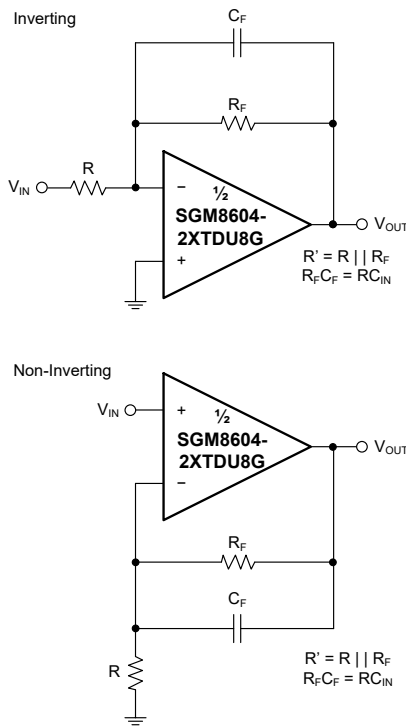 Inverting
C_F
R_F
R
V_IN
−
½
SGM8604-
2XTDU8G
+
V_OUT
R' = R || R_F
R_FC_F = RC_IN
Non-Inverting
V_IN
+
½
SGM8604-
2XTDU8G
−
V_OUT
R_F
C_F
R
R' = R || R_F
R_FC_F = RC_IN